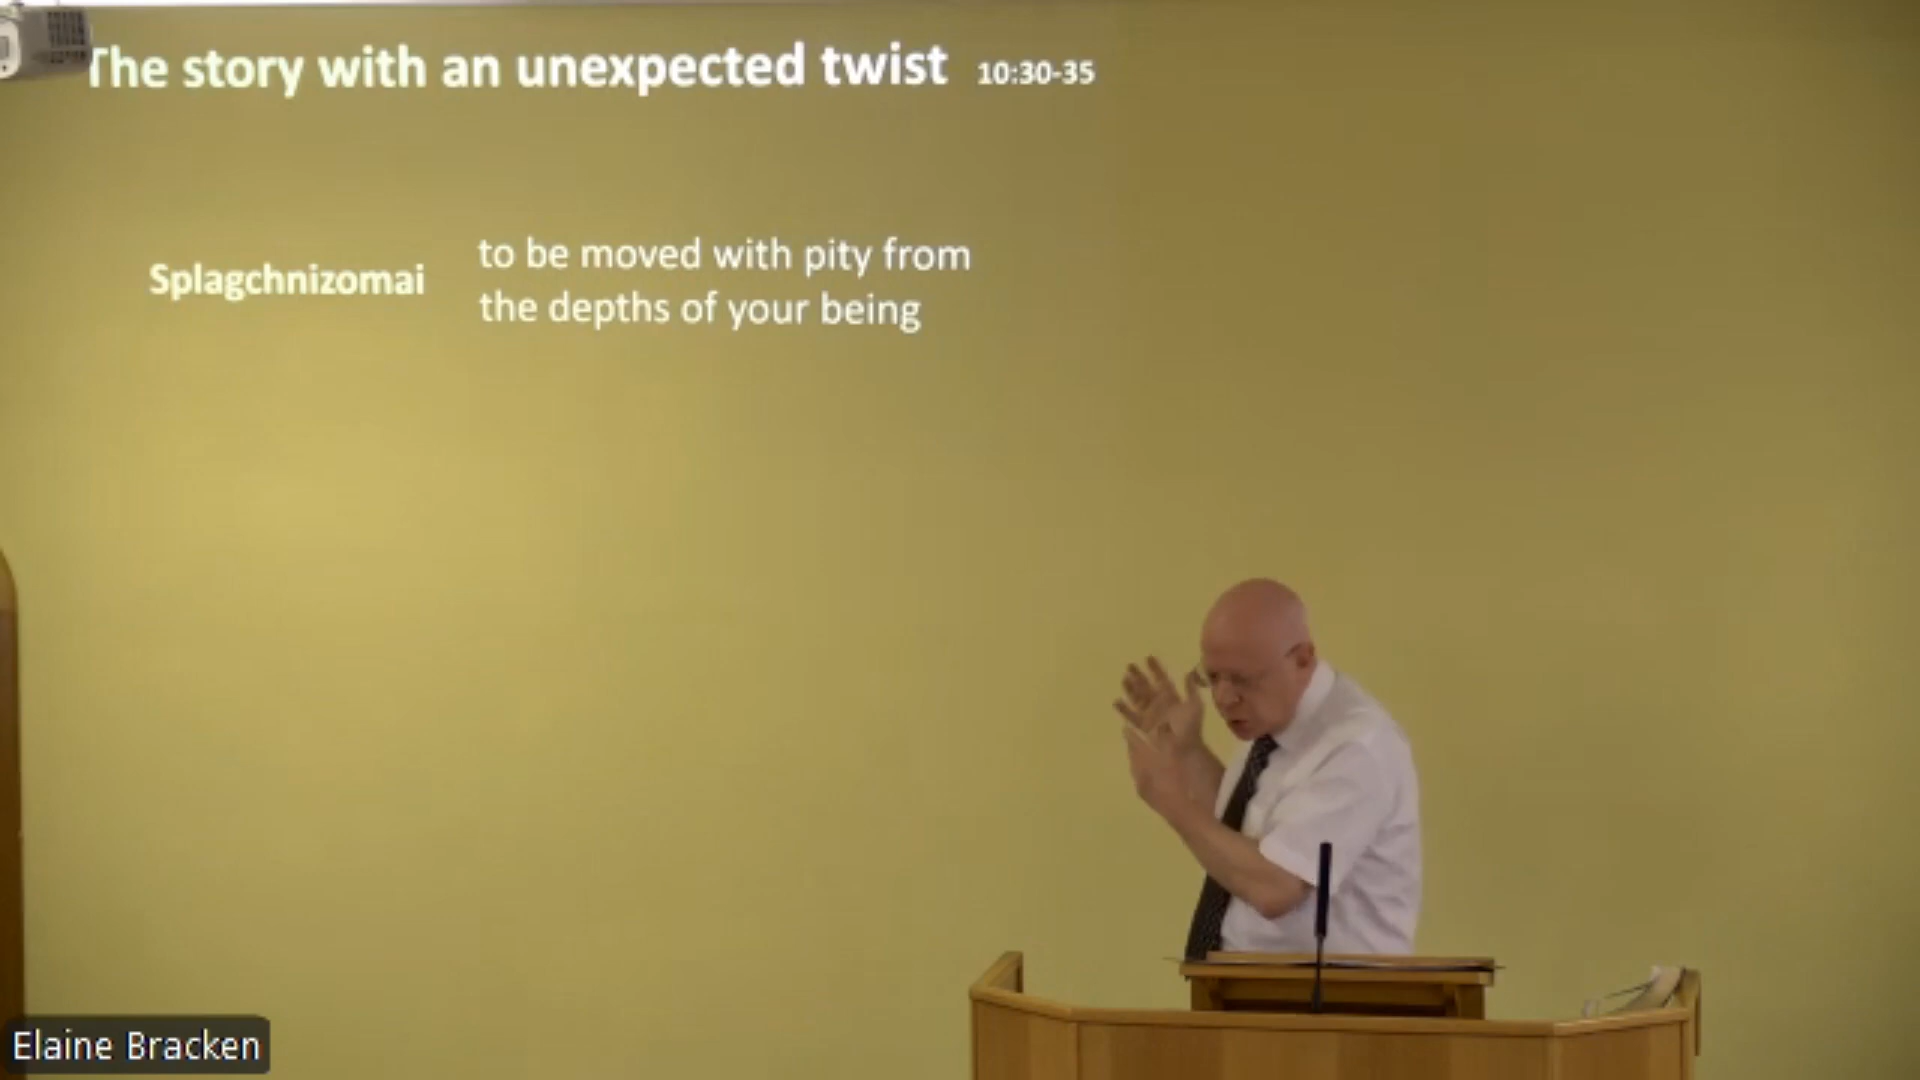 The story with an unexpected twist 10:30-35
Splagchnizomai
to be moved with pity from
the depths of your being
Elaine Bracken